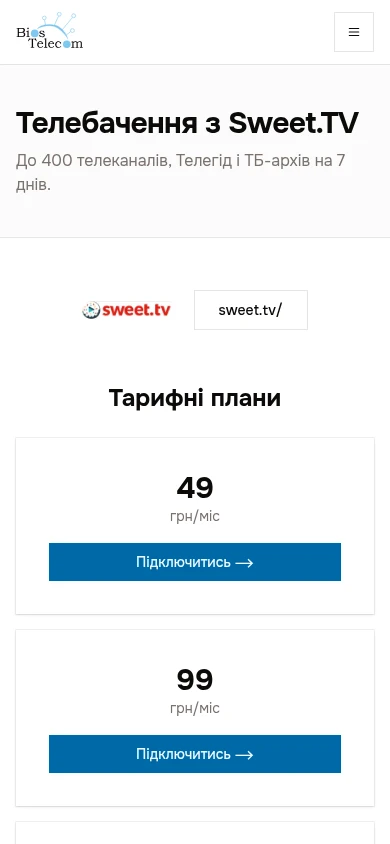 Bios
Telecom
Телебачення з Sweet.TV
До 400 телеканалів, Телегід і ТБ-архів на 7
днів.
sweet.tv
sweet.tv/
Тарифні плани
49
грн/міс
Підключитись →
99
грн/міс
Підключитись →